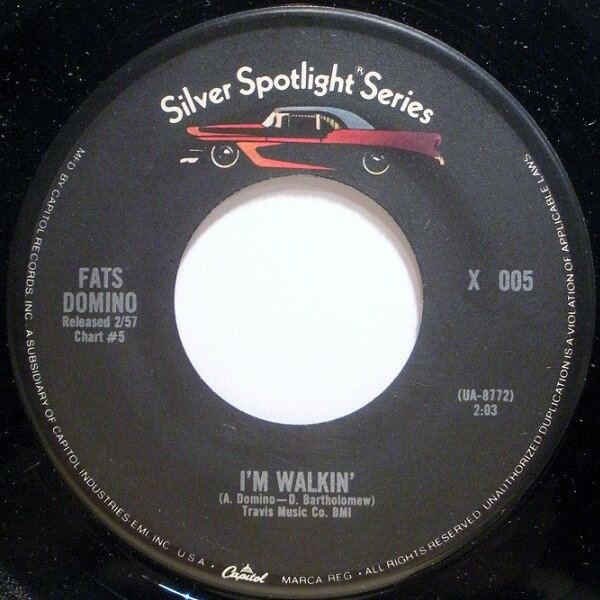 Silver Spotlight® Series
FATS
DOMINO
Released 2/57
Chart #5
X 005
(UA-8772)
2:03
I'M WALKIN'
(A. Domino—D. Bartholomew)
Travis Music Co. BMI
MF'D BY CAPITOL RECORDS, INC. A SUBSIDIARY OF CAPITOL INDUSTRIES-EMI, INC. U.S.A. • Capitol MARCA REG. • ALL RIGHTS RESERVED UNAUTHORIZED DUPLICATION IS A VIOLATION OF APPLICABLE LAWS